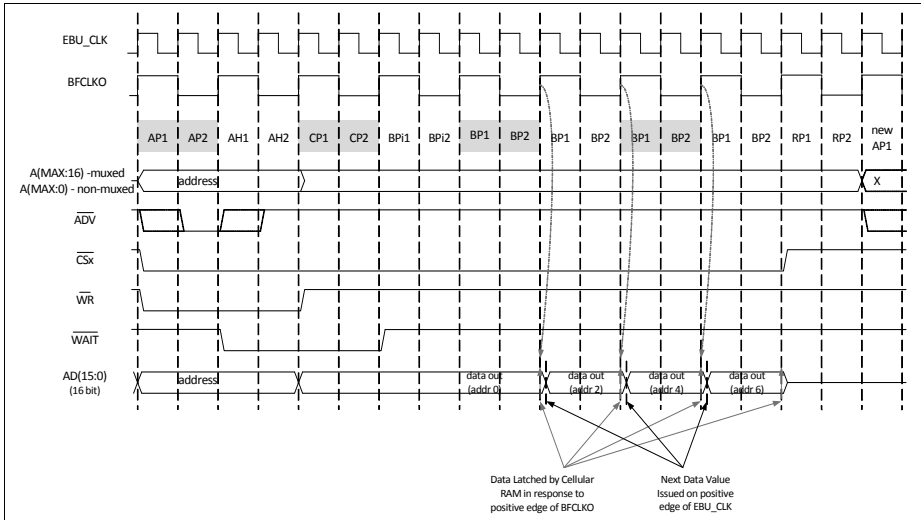 EBU_CLK
BFCLKO
AP1 AP2 AH1 AH2 CP1 CP2 BPi1 BPi2 BP1 BP2 BP1 BP2 BP1 BP2 BP1 BP2 RP1 RP2 new
AP1
A(MAX:16) -muxed
A(MAX:0) - non-muxed
address
X
ADV
CSx
WR
WAIT
AD(15:0)
(16 bit)
address
data out
(addr 0)
data out
(addr 2)
data out
(addr 4)
data out
(addr 6)
Data Latched by Cellular
RAM in response to
positive edge of BFCLKO
Next Data Value
Issued on positive
edge of EBU_CLK